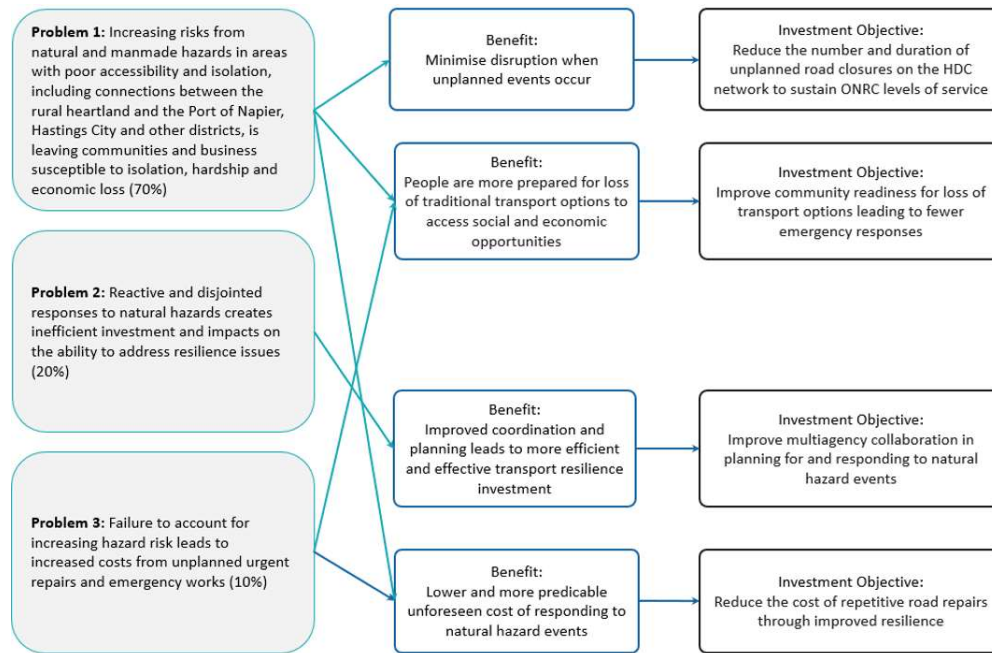 Problem 1: Increasing risks from
natural and manmade hazards in areas
with poor accessibility and isolation,
including connections between the
rural heartland and the Port of Napier,
Hastings City and other districts, is
leaving communities and business
susceptible to isolation, hardship and
economic loss (70%)
Problem 2: Reactive and disjointed
responses to natural hazards creates
inefficient investment and impacts on
the ability to address resilience issues
(20%)
Problem 3: Failure to account for
increasing hazard risk leads to
increased costs from unplanned urgent
repairs and emergency works (10%)
Benefit:
Minimise disruption when
unplanned events occur
Benefit:
People are more prepared for loss
of traditional transport options to
access social and economic
opportunities
Benefit:
Improved coordination and
planning leads to more efficient
and effective transport resilience
investment
Benefit:
Lower and more predicable
unforeseen cost of responding to
natural hazard events
Investment Objective:
Reduce the number and duration of
unplanned road closures on the HDC
network to sustain ONRC levels of service
Investment Objective:
Improve community readiness for loss of
transport options leading to fewer
emergency responses
Investment Objective:
Improve multiagency collaboration in
planning for and responding to natural
hazard events
Investment Objective:
Reduce the cost of repetitive road repairs
through improved resilience